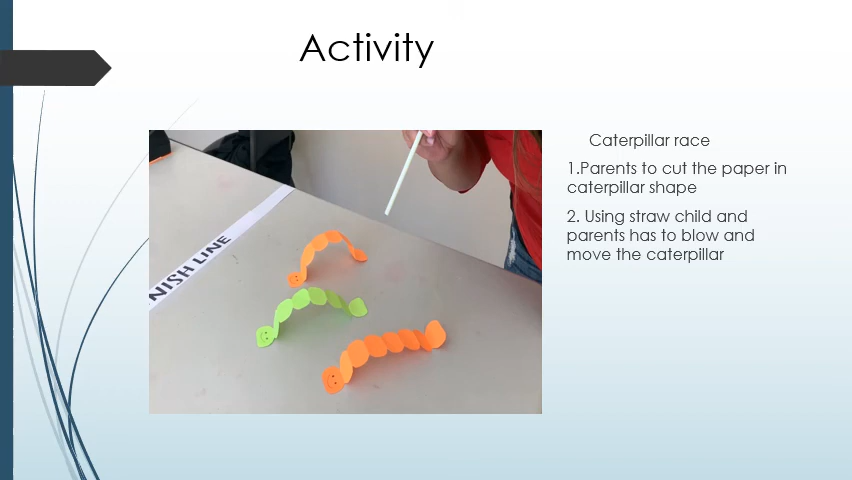 Activity
Caterpillar race
1.Parents to cut the paper in
caterpillar shape
2. Using straw child and
parents has to blow and
move the caterpillar
NISH LINE